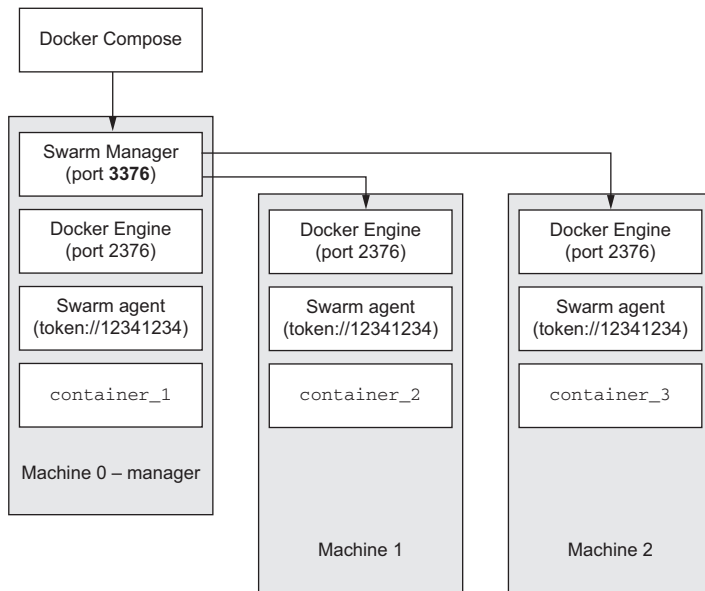 Docker Compose
Swarm Manager
(port 3376)
Docker Engine
(port 2376)
Swarm agent
(token://12341234)
container_1
Machine 0 – manager
Docker Engine
(port 2376)
Swarm agent
(token://12341234)
container_2
Machine 1
Docker Engine
(port 2376)
Swarm agent
(token://12341234)
container_3
Machine 2